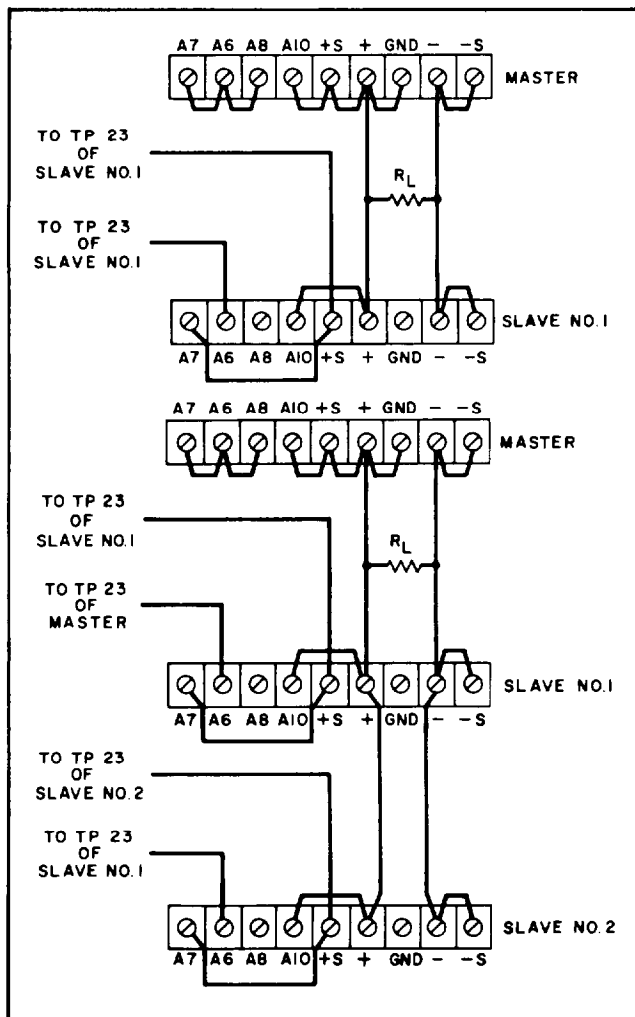 A7 A6 A8 A10 +S + GND - -S
MASTER
TO TP 23
OF
SLAVE NO.1
RL
TO TP 23
OF
SLAVE NO.1
SLAVE NO.1
A7 A6 A8 A10 +S + GND - -S
A7 A6 A8 A10 +S + GND - -S
MASTER
TO TP 23
OF
SLAVE NO.1
RL
TO TP 23
OF
MASTER
SLAVE NO.1
A7 A6 A8 A10 +S + GND - -S
TO TP 23
OF
SLAVE NO.2
TO TP 23
OF
SLAVE NO.1
SLAVE NO.2
A7 A6 A8 A10 +S + GND - -S